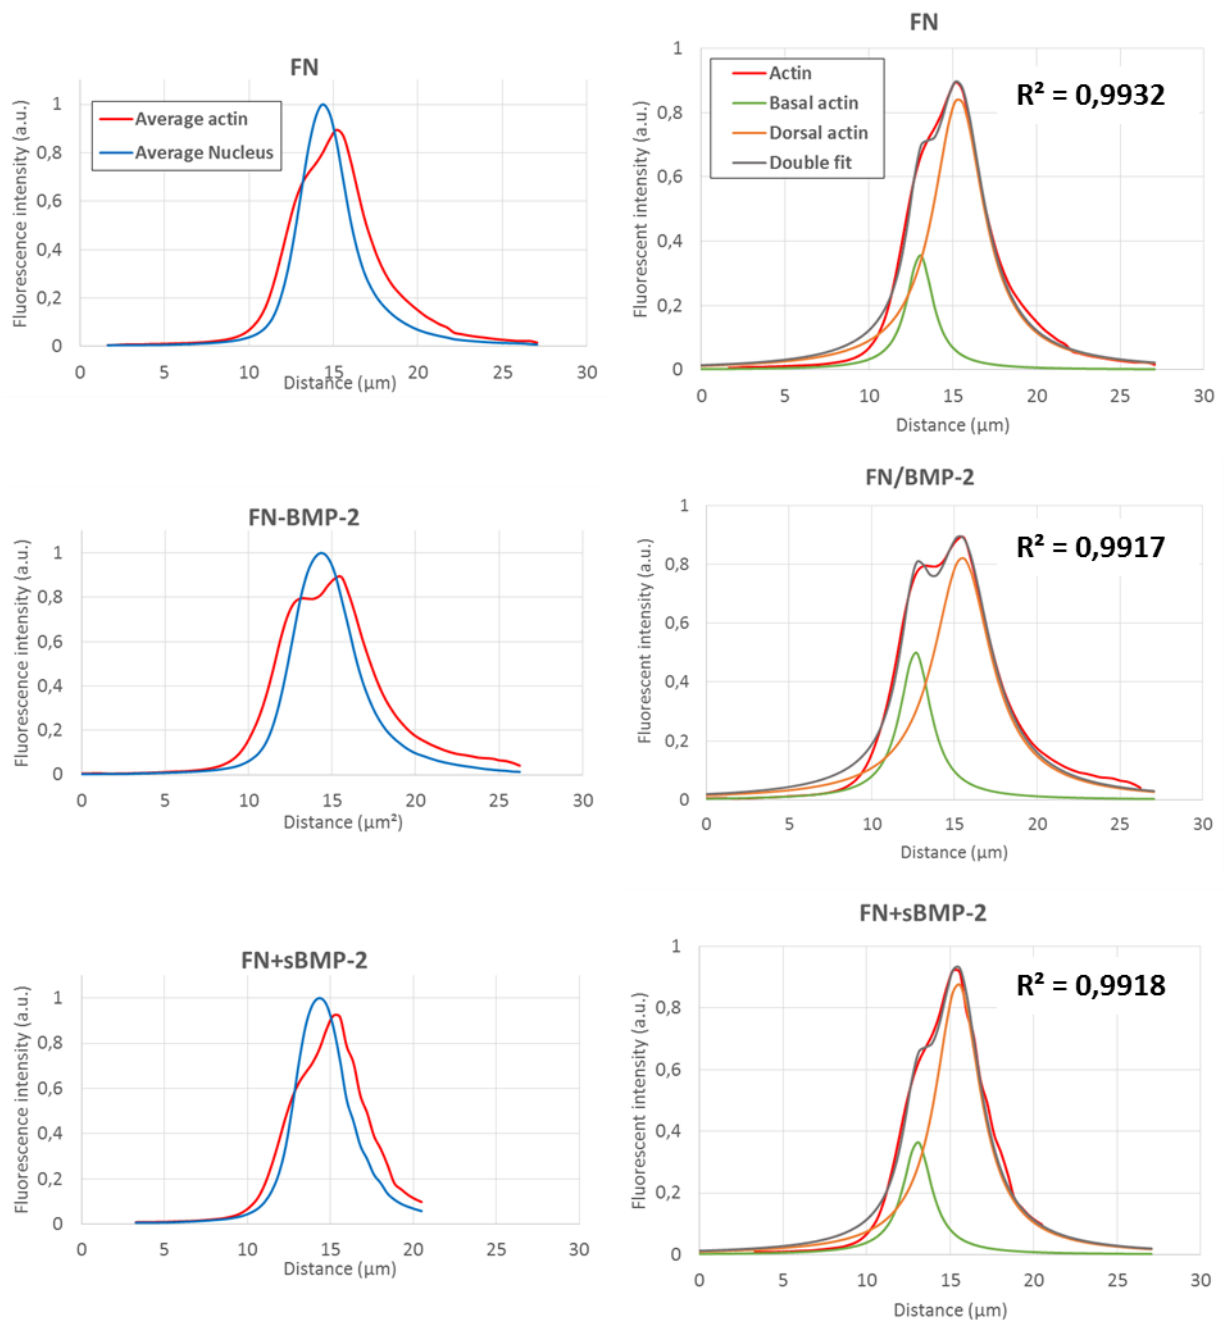 FN
Fluorescence intensity (a.u.)
1
0,8
0,6
0,4
0,2
0
Average actin
Average Nucleus
0 5 10 15 20 25 30
Distance (µm)
FN
Fluorescent intensity (a.u.)
1
0,8
0,6
0,4
0,2
0
Actin
Basal actin
Dorsal actin
Double fit
R² = 0,9932
0 5 10 15 20 25 30
Distance (µm)
FN-BMP-2
Fluorescence intensity (a.u.)
1
0,8
0,6
0,4
0,2
0
0 5 10 15 20 25 30
Distance (µm²)
FN/BMP-2
Fluorescent intensity (a.u.)
1
0,8
0,6
0,4
0,2
0
R² = 0,9917
0 5 10 15 20 25 30
Distance (µm)
FN+sBMP-2
Fluorescence intensity (a.u.)
1
0,8
0,6
0,4
0,2
0
0 5 10 15 20 25 30
Distance (µm)
FN+sBMP-2
Fluorescent intensity (a.u.)
1
0,8
0,6
0,4
0,2
0
R² = 0,9918
0 5 10 15 20 25 30
Distance (µm)